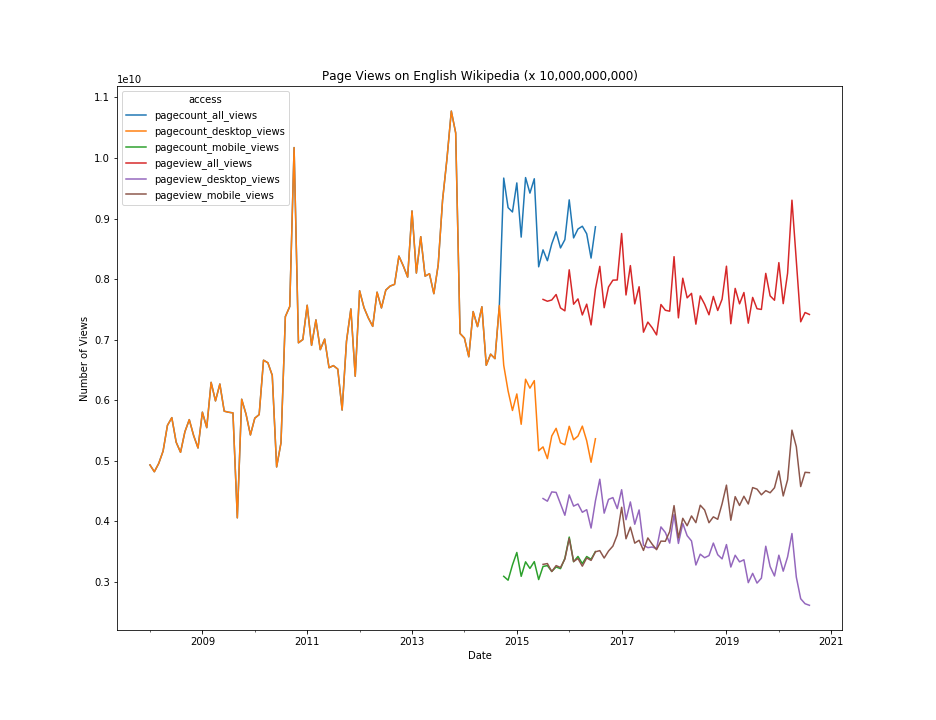 Page Views on English Wikipedia (x 10,000,000,000)
1e10
access
pagecount_all_views
pagecount_desktop_views
pagecount_mobile_views
pageview_all_views
pageview_desktop_views
pageview_mobile_views
1.1
1.0
0.9
0.8
0.7
0.6
0.5
0.4
0.3
Number of Views
2009
2011
2013
2015
2017
2019
2021
Date